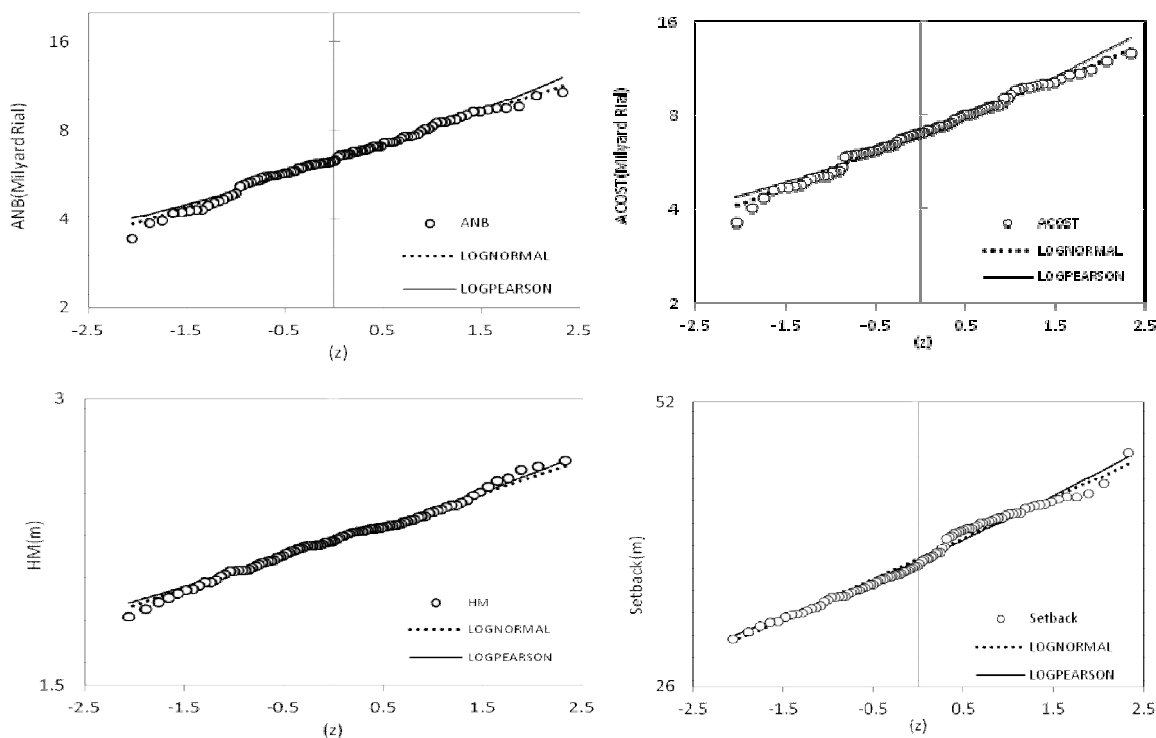 16
8
4
2
ANB(Milyard Rial)
ANB
LOGNORMAL
LOGPEARSON
-2.5 -1.5 -0.5 0.5 1.5 2.5
(z)
16
8
4
2
ACOST(Milyard Rial)
ACOST
LOGNORMAL
LOGPEARSON
-2.5 -1.5 -0.5 0.5 1.5 2.5
(z)
3
1.5
HM(m)
HM
LOGNORMAL
LOGPEARSON
-2.5 -1.5 -0.5 0.5 1.5 2.5
(z)
52
26
Setback(m)
Setback
LOGNORMAL
LOGPEARSON
-2.5 -1.5 -0.5 0.5 1.5 2.5
(z)